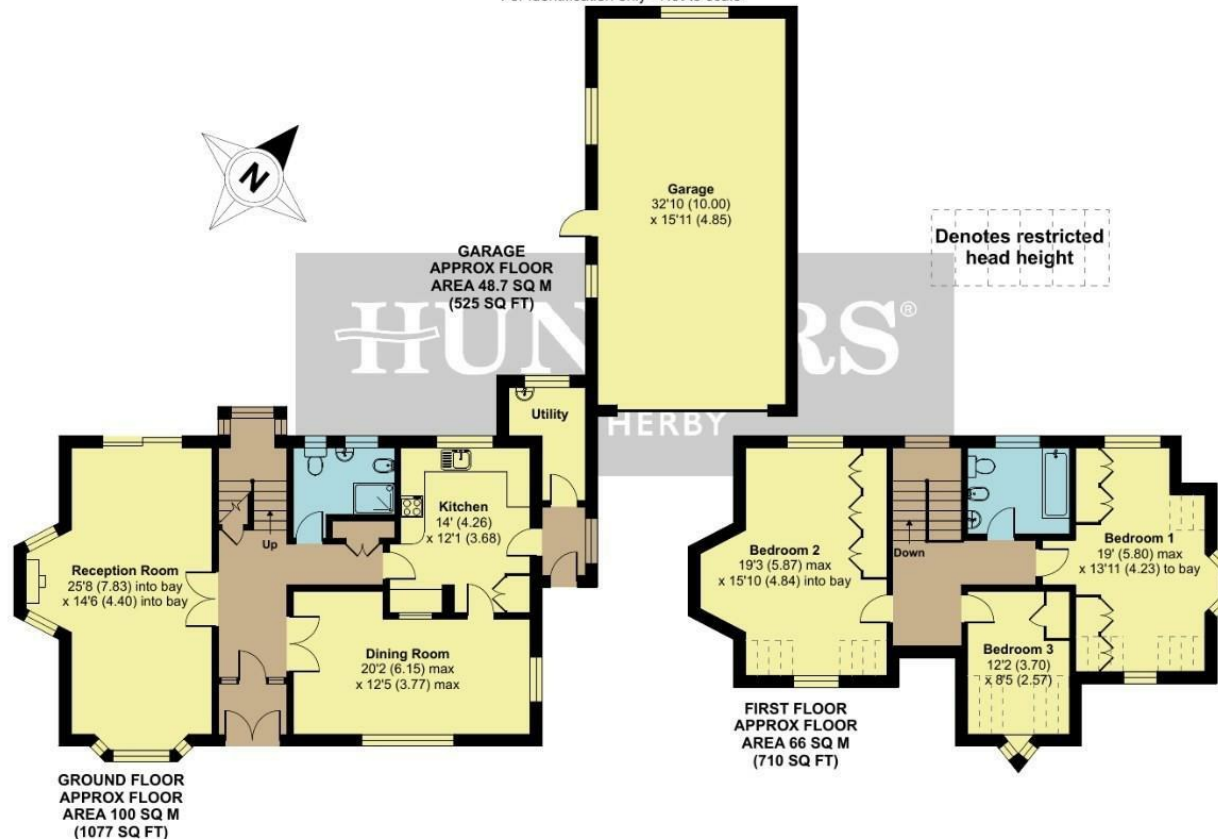 N
Garage
32'10 (10.00)
x 15'11 (4.85)
Denotes restricted
head height
GARAGE
APPROX FLOOR
AREA 48.7 SQ M
(525 SQ FT)
HUN RS®
HERBY
Utility
Kitchen
14' (4.26)
x 12'1 (3.68)
Up
Reception Room
25'8 (7.83) into bay
x 14'6 (4.40) into bay
Dining Room
20'2 (6.15) max
x 12'5 (3.77) max
GROUND FLOOR
APPROX FLOOR
AREA 100 SQ M
(1077 SQ FT)
Bedroom 2
19'3 (5.87) max
x 15'10 (4.84) into bay
Down
Bedroom 1
19' (5.80) max
x 13'11 (4.23) to bay
Bedroom 3
12'2 (3.70)
x 8'5 (2.57)
FIRST FLOOR
APPROX FLOOR
AREA 66 SQ M
(710 SQ FT)